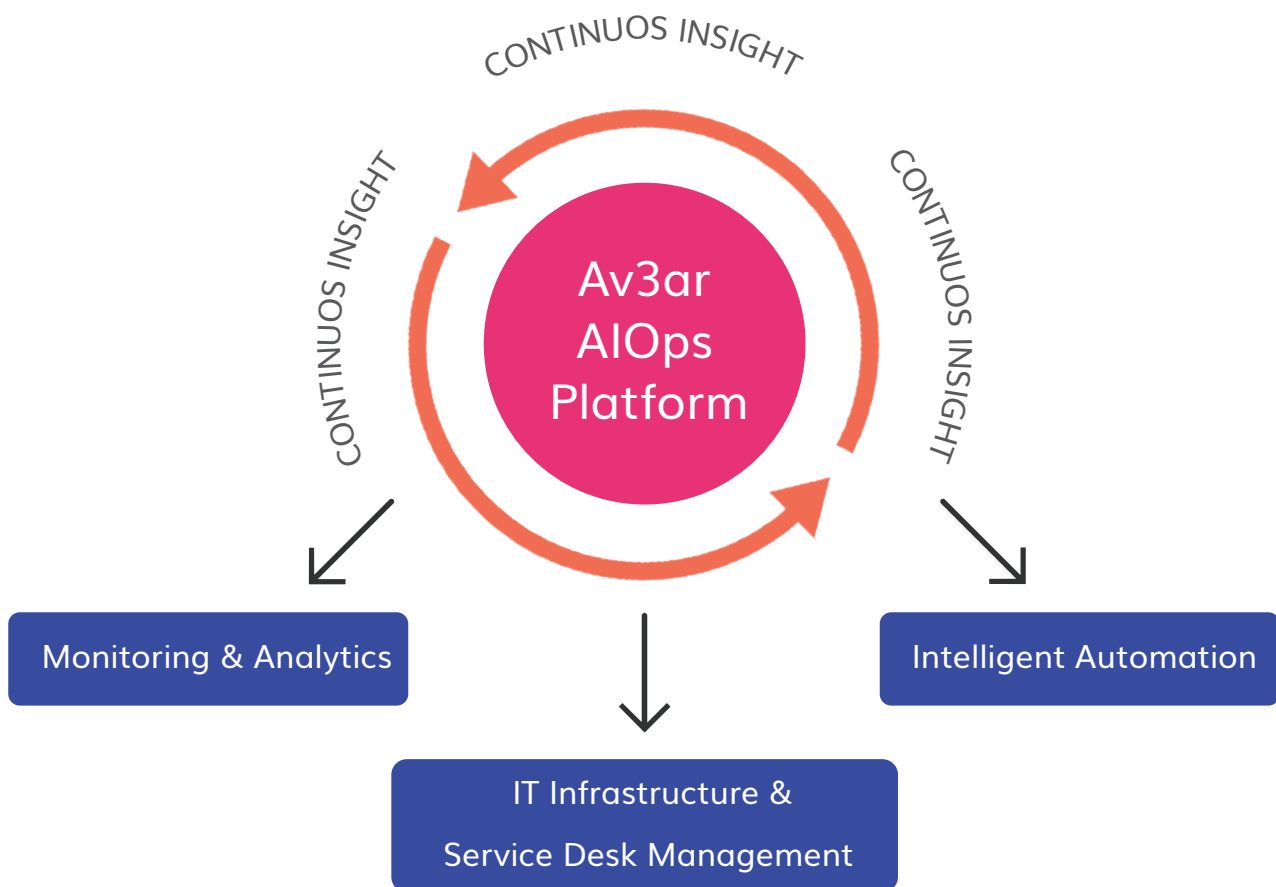 CONTINUOS INSIGHT
CONTINUOS INSIGHT
CONTINUOS INSIGHT
Av3ar
AIOps
Platform
Monitoring & Analytics
Intelligent Automation
IT Infrastructure &
Service Desk Management